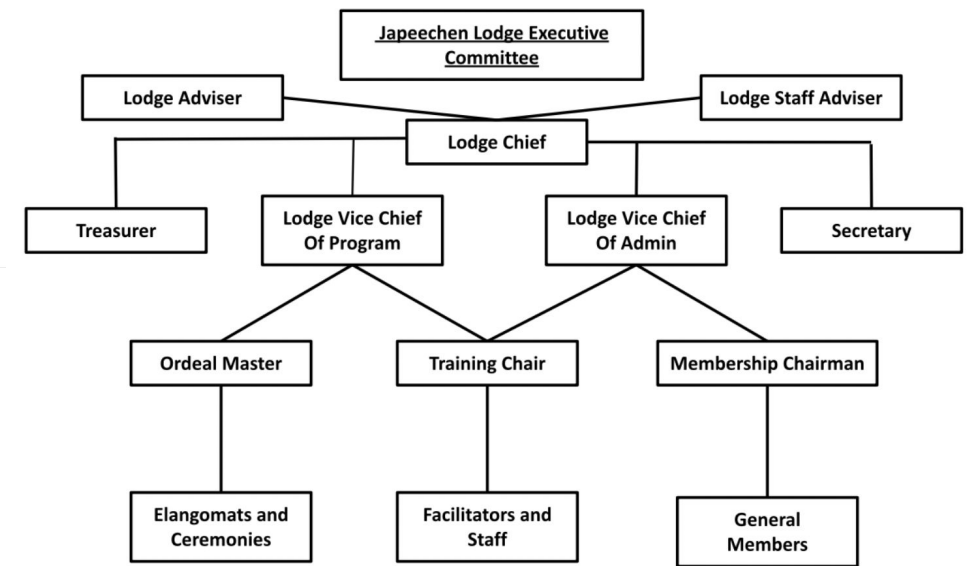 Japeechen Lodge Executive
Committee
Lodge Adviser
Lodge Staff Adviser
Lodge Chief
Treasurer
Lodge Vice Chief
Of Program
Lodge Vice Chief
Of Admin
Secretary
Ordeal Master
Training Chair
Membership Chairman
Elangomats and
Ceremonies
Facilitators and
Staff
General
Members